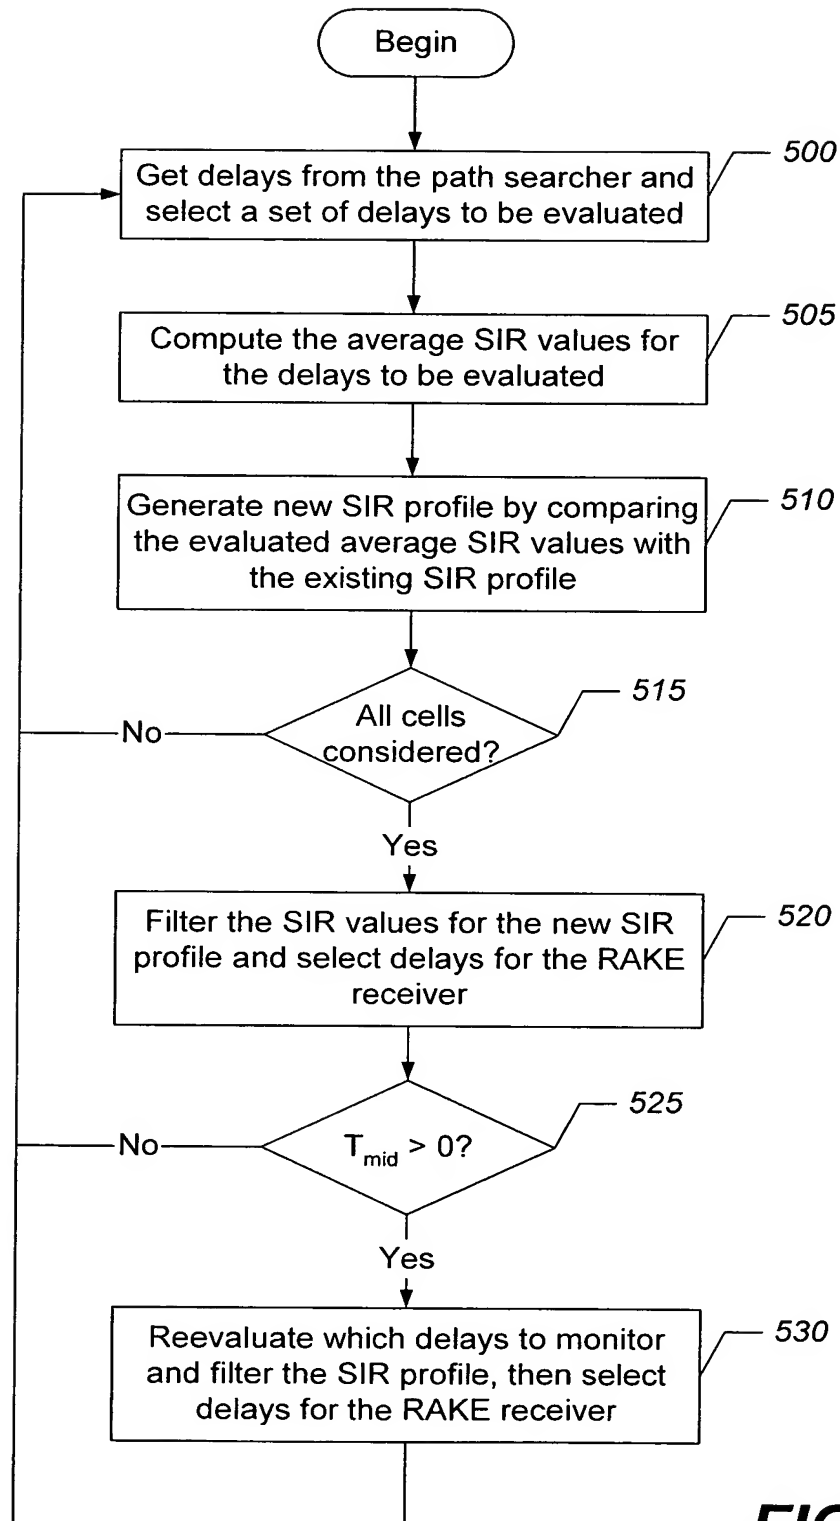 Begin
500
Get delays from the path searcher and
select a set of delays to be evaluated
505
Compute the average SIR values for
the delays to be evaluated
510
Generate new SIR profile by comparing
the evaluated average SIR values with
the existing SIR profile
515
All cells
considered?
No
Yes
520
Filter the SIR values for the new SIR
profile and select delays for the RAKE
receiver
525
Tmid > 0?
No
Yes
530
Reevaluate which delays to monitor
and filter the SIR profile, then select
delays for the RAKE receiver